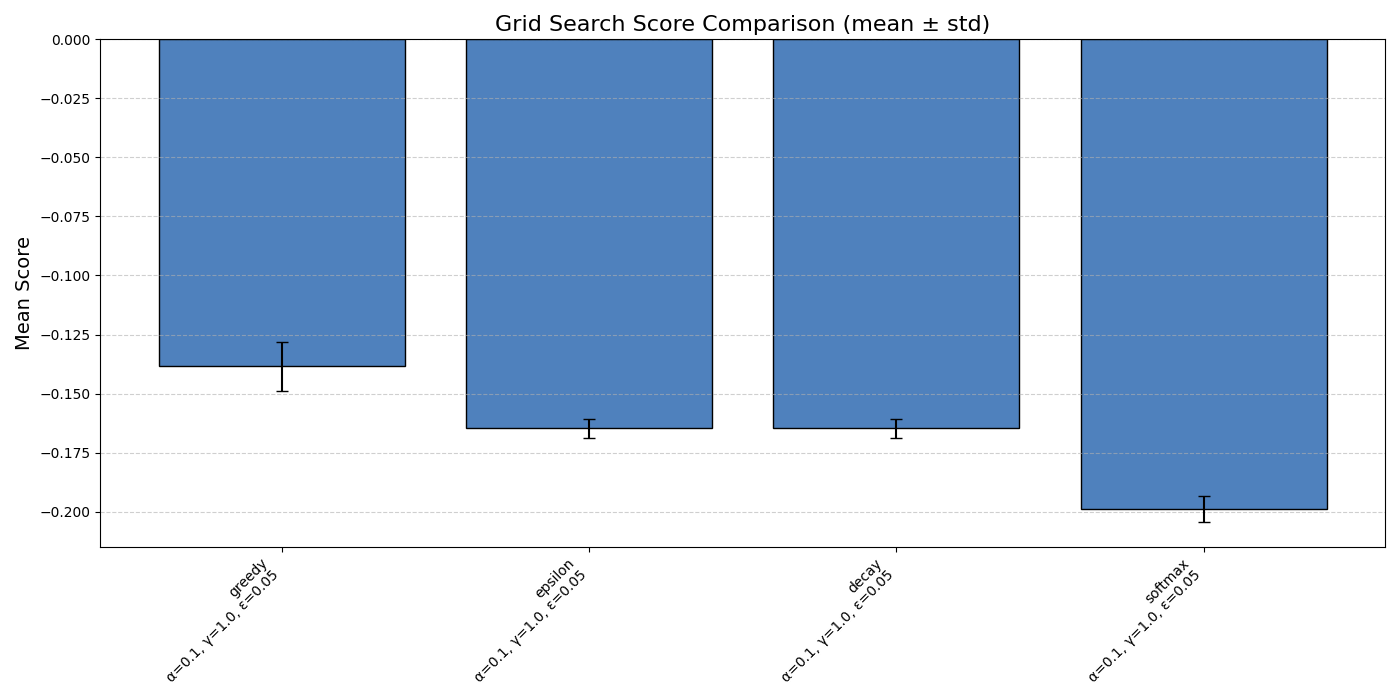 Grid Search Score Comparison (mean ± std)
Mean Score
0.000
−0.025
−0.050
−0.075
−0.100
−0.125
−0.150
−0.175
−0.200
greedy
α=0.1, γ=1.0, ε=0.05
epsilon
α=0.1, γ=1.0, ε=0.05
decay
α=0.1, γ=1.0, ε=0.05
softmax
α=0.1, γ=1.0, ε=0.05